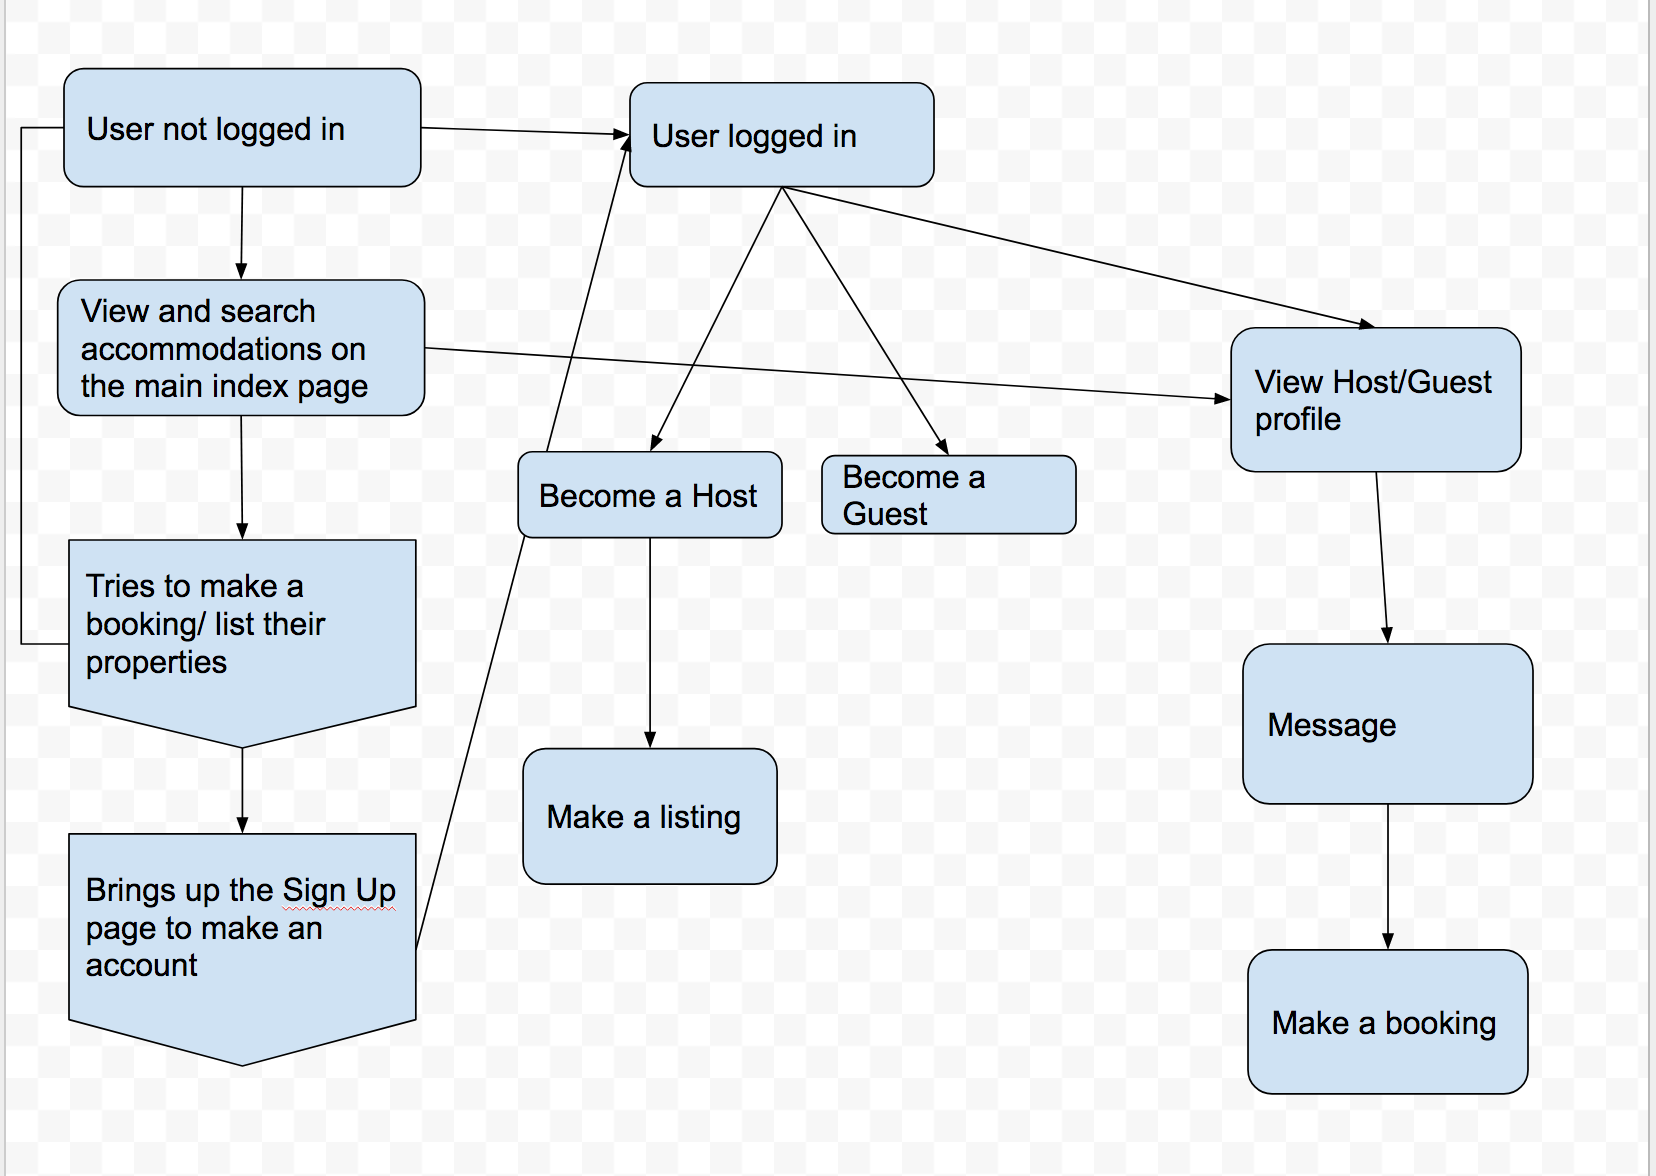 User not logged in
User logged in
View and search
accommodations on
the main index page
View Host/Guest
profile
Become a Host
Become a
Guest
Tries to make a
booking/ list their
properties
Message
Make a listing
Brings up the Sign Up
page to make an
account
Make a booking